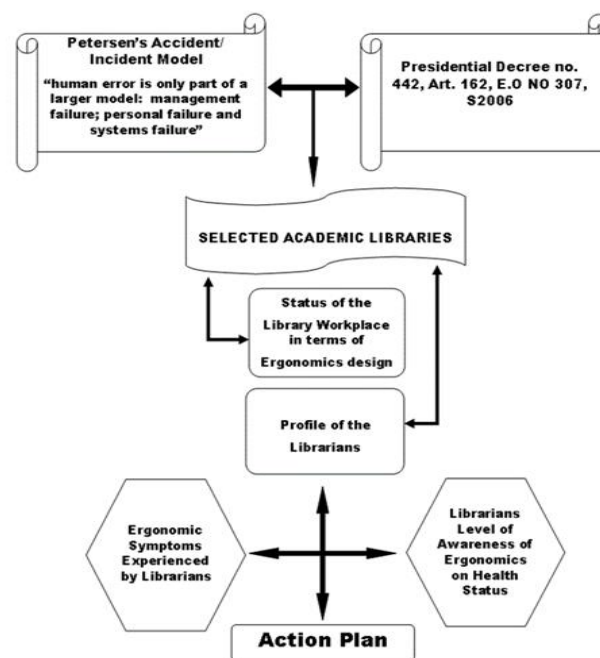 Petersen's Accident/
Incident Model
"human error is only part of a
larger model: management
failure; personal failure and
systems failure"
Presidential Decree no.
442, Art. 162, E.O NO 307,
S2006
SELECTED ACADEMIC LIBRARIES
Status of the
Library Workplace
in terms of
Ergonomics design
Profile of the
Librarians
Ergonomic
Symptoms
Experienced
by Librarians
Librarians
Level of
Awareness of
Ergonomics
on Health
Status
Action Plan